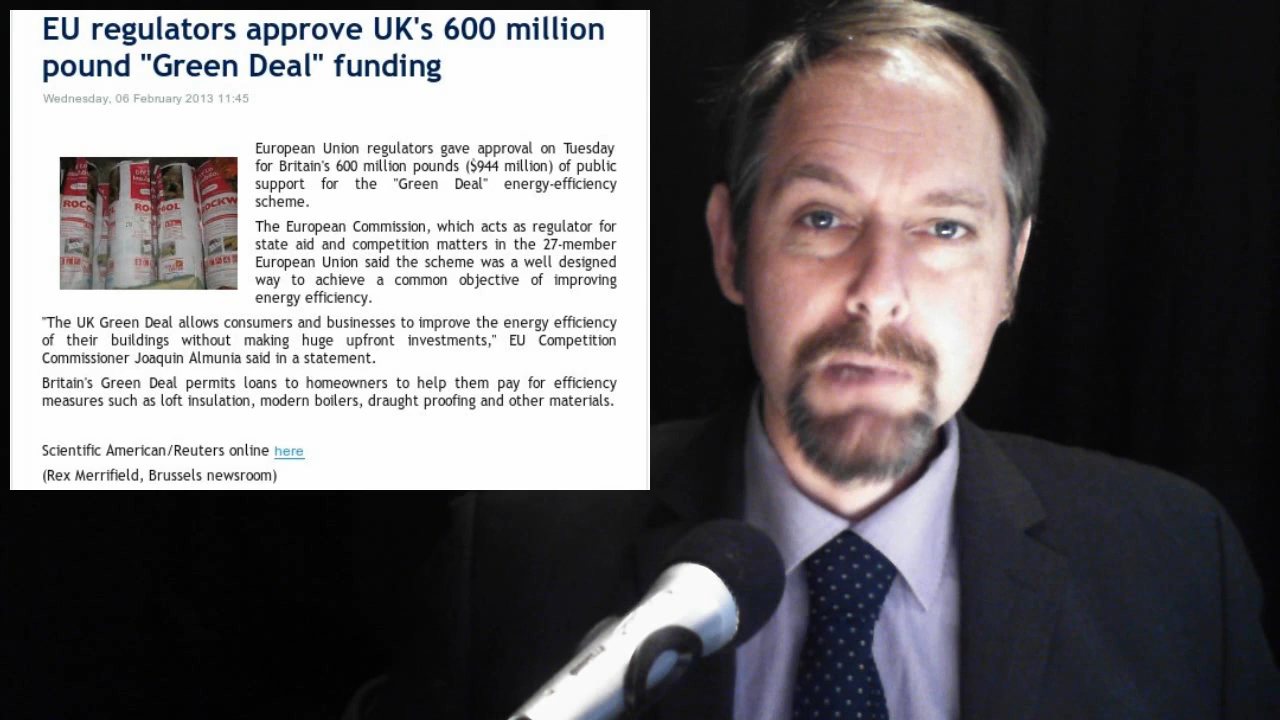 EU regulators approve UK's 600 million
pound "Green Deal" funding
Wednesday, 06 February 2013 11:45
European Union regulators gave approval on Tuesday
for Britain's 600 million pounds ($944 million) of public
support for the "Green Deal" energy-efficiency
scheme.
The European Commission, which acts as regulator for
state aid and competition matters in the 27-member
European Union said the scheme was a well designed
way to achieve a common objective of improving
energy efficiency.
"The UK Green Deal allows consumers and businesses to improve the energy efficiency
of their buildings without making huge upfront investments," EU Competition
Commissioner Joaquin Almunia said in a statement.
Britain's Green Deal permits loans to homeowners to help them pay for efficiency
measures such as loft insulation, modern boilers, draught proofing and other materials.
Scientific American/Reuters online here
(Rex Merrifield, Brussels newsroom)